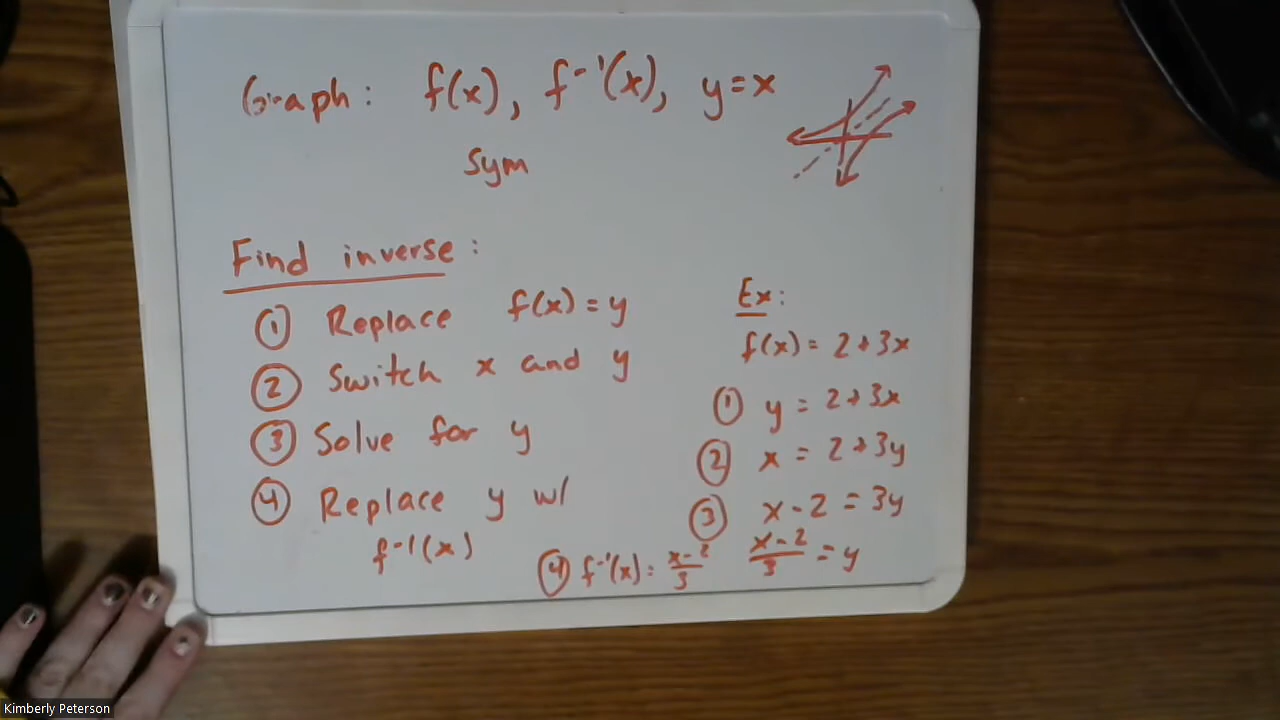 Graph: f(x), f⁻¹(x), y=x
Sym
Find inverse:
① Replace f(x) = y
② Switch x and y
③ Solve for y
④ Replace y w/
f⁻¹(x)
Ex:
f(x) = 2+3x
① y = 2+3x
② x = 2+3y
③ x-2 = 3y
x-2/3 = y
④ f⁻¹(x) = x-2/3
Kimberly Peterson